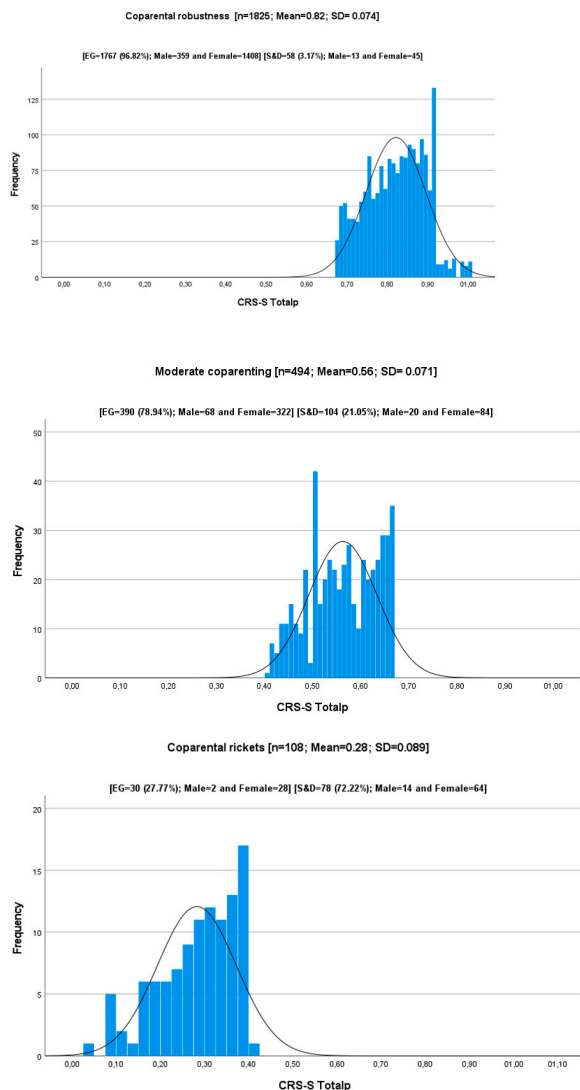 Coparental robustness [n=1825; Mean=0.82; SD= 0.074]
[EG=1767 (96.82%); Male=359 and Female=1408] [S&D=58 (3.17%); Male=13 and Female=45]
Frequency
125
100
75
50
25
0
0,00 0,10 0,20 0,30 0,40 0,50 0,60 0,70 0,80 0,90 01,00
CRS-S Totalp
Moderate coparenting [n=494; Mean=0.56; SD= 0.071]
[EG=390 (78.94%); Male=68 and Female=322] [S&D=104 (21.05%); Male=20 and Female=84]
Frequency
50
40
30
20
10
0
0,00 0,10 0,20 0,30 0,40 0,50 0,60 0,70 0,80 0,90 01,00
CRS-S Totalp
Coparental rickets [n=108; Mean=0.28; SD=0.089]
[EG=30 (27.77%); Male=2 and Female=28] [S&D=78 (72.22%); Male=14 and Female=64]
Frequency
20
15
10
5
0
0,00 0,10 0,20 0,30 0,40 0,50 0,60 0,70 0,80 0,90 01,00 01,10
CRS-S Totalp